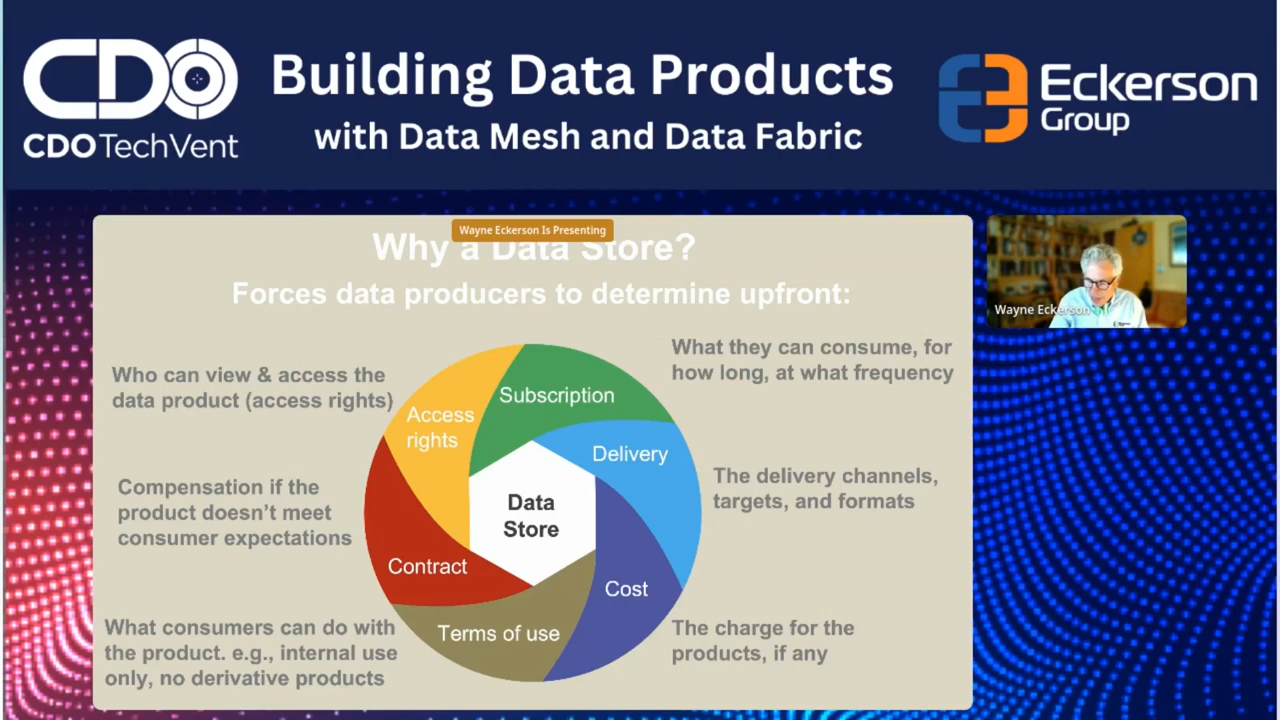 CDO
CDO TechVent
Building Data Products
with Data Mesh and Data Fabric
Eckerson
Group
Wayne Eckerson Is Presenting
Why a Data Store?
Forces data producers to determine upfront:
Who can view & access the
data product (access rights)
Compensation if the
product doesn’t meet
consumer expectations
What consumers can do with
the product. e.g., internal use
only, no derivative products
Access
rights
Subscription
Delivery
Data
Store
Contract
Cost
Terms of use
What they can consume, for
how long, at what frequency
The delivery channels,
targets, and formats
The charge for the
products, if any
Wayne Eckerson